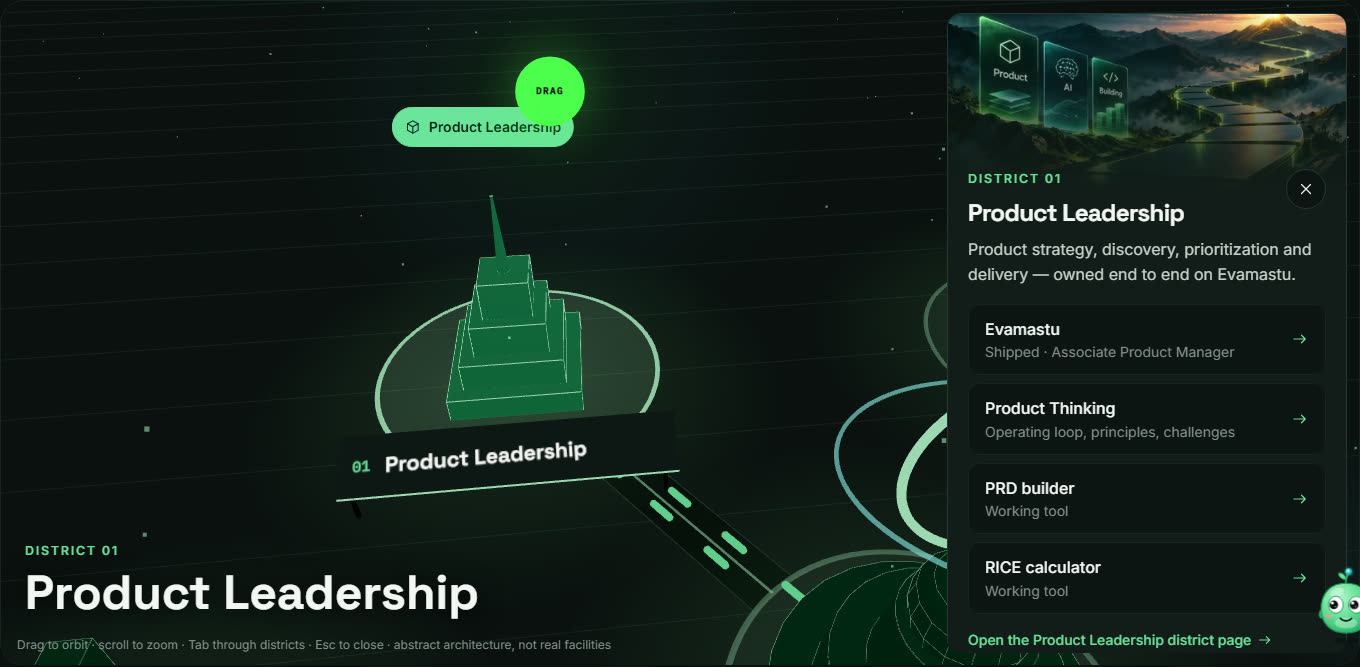 DRAG
Product Leadership
01 Product Leadership
DISTRICT 01
Product Leadership
Drag to orbit · scroll to zoom · Tab through districts · Esc to close · abstract architecture, not real facilities
Product
AI
</>
Building
DISTRICT 01
Product Leadership
Product strategy, discovery, prioritization and
delivery — owned end to end on Evamastu.
Evamastu
Shipped · Associate Product Manager
Product Thinking
Operating loop, principles, challenges
PRD builder
Working tool
RICE calculator
Working tool
Open the Product Leadership district page →